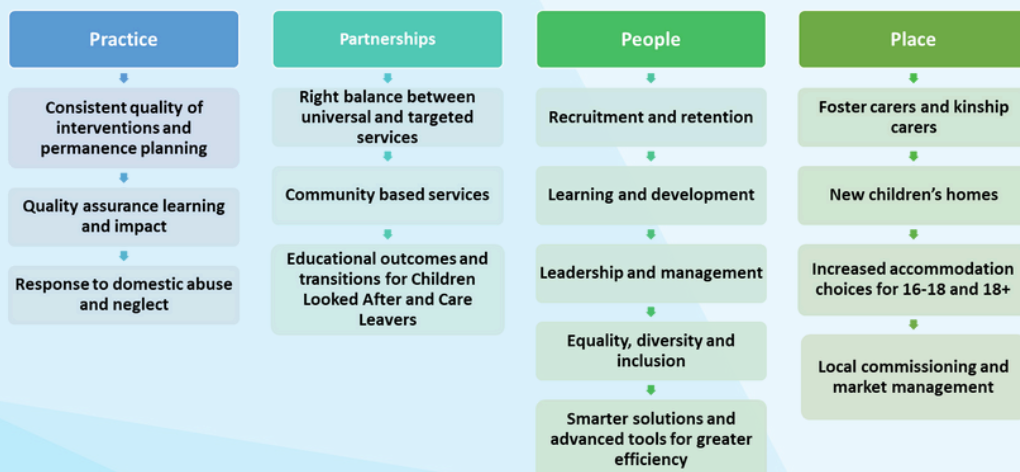 Practice
Consistent quality of
interventions and
permanence planning
Quality assurance learning
and impact
Response to domestic abuse
and neglect
Partnerships
Right balance between
universal and targeted
services
Community based services
Educational outcomes and
transitions for Children
Looked After and Care
Leavers
People
Recruitment and retention
Learning and development
Leadership and management
Equality, diversity and
inclusion
Smarter solutions and
advanced tools for greater
efficiency
Place
Foster carers and kinship
carers
New children’s homes
Increased accommodation
choices for 16-18 and 18+
Local commissioning and
market management